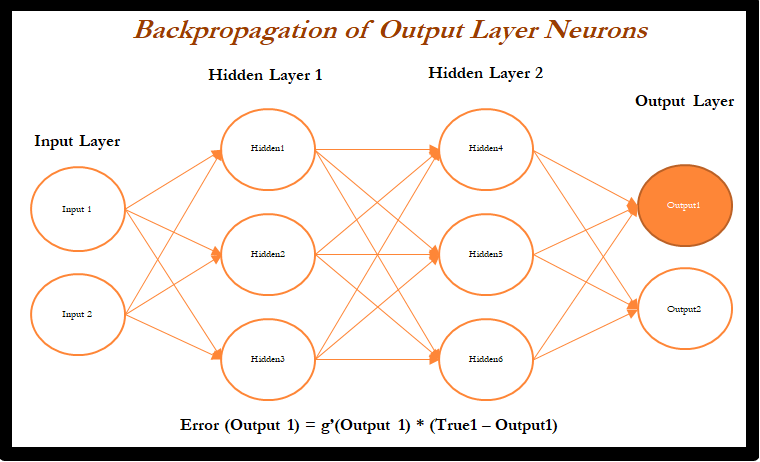 Backpropagation of Output Layer Neurons
Hidden Layer 1
Hidden Layer 2
Output Layer
Input Layer
Hidden1
Hidden4
Input 1
Output1
Hidden2
Hidden5
Input 2
Output2
Hidden3
Hidden6
Error (Output 1) = g’(Output 1) * (True1 – Output1)